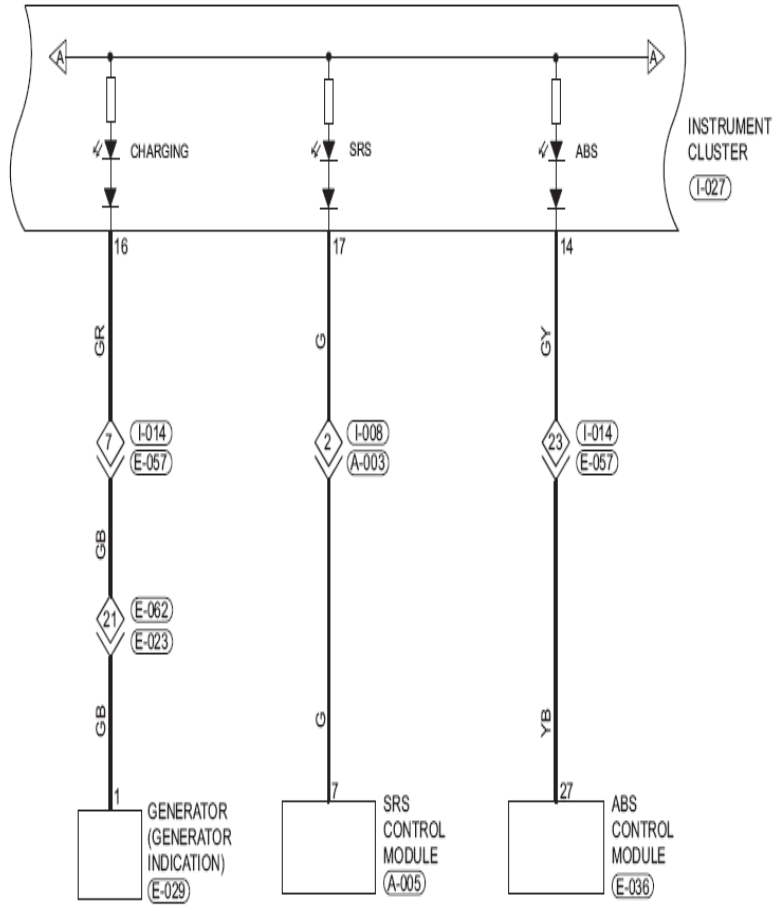 A
A
CHARGING
SRS
ABS
INSTRUMENT
CLUSTER
I-027
16
17
14
GR
G
GY
7
I-014
E-057
2
I-008
A-003
23
I-014
E-057
GB
21
E-062
E-023
GB
G
YB
1
7
27
GENERATOR
(GENERATOR
INDICATION)
E-029
SRS
CONTROL
MODULE
A-005
ABS
CONTROL
MODULE
E-036